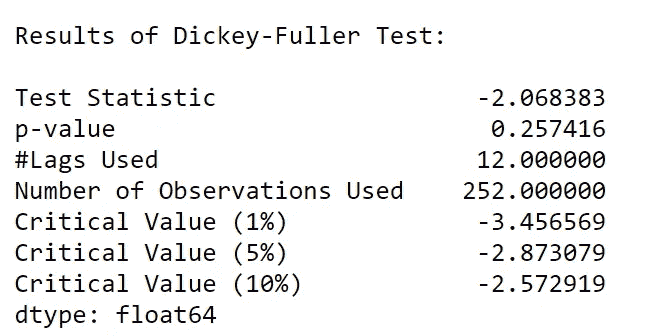 Results of Dickey-Fuller Test:
Test Statistic -2.068383
p-value 0.257416
#Lags Used 12.000000
Number of Observations Used 252.000000
Critical Value (1%) -3.456569
Critical Value (5%) -2.873079
Critical Value (10%) -2.572919
dtype: float64